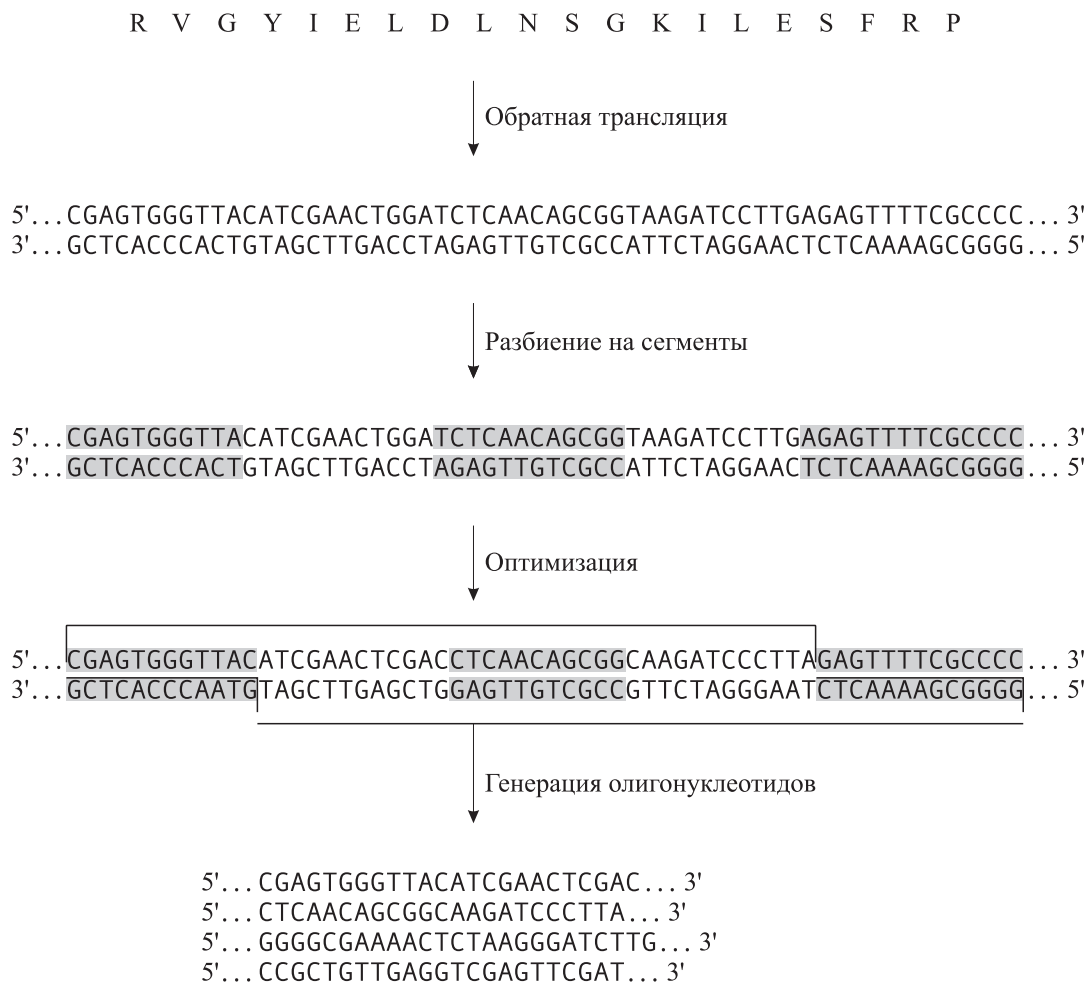 R V G Y I E L D L N S G K I L E S F R P
Обратная трансляция
5'...CGAGTGGGTTACATCGAACTGGATCTCAACAGCGGTAAGATCCTTGAGAGTTTTCGCCCC...3'
3'...GCTCACCCACTGTAGCTTGACCTAGAGTTGTCGCCATTCTAGGAACTCTCAAAAGCGGGG...5'
Разбиение на сегменты
5'...CGAGTGGGTTACATCGAACTGGATCTCAACAGCGGTAAGATCCTTGAGAGTTTTCGCCCC...3'
3'...GCTCACCCACTGTAGCTTGACCTAGAGTTGTCGCCATTCTAGGAACTCTCAAAAGCGGGG...5'
Оптимизация
5'...CGAGTGGGTTACATCGAACTCGACCTCAACAGCGGCAAGATCCCTTAGAGTTTTCGCCCC...3'
3'...GCTCACCCAATGTAGCTTGAGCTGGAGTTGTCGCCGTTCTAGGGAATCTCAAAAGCGGGG...5'
Генерация олигонуклеотидов
5'...CGAGTGGGTTACATCGAACTCGAC...3'
5'...CTCAACAGCGGCAAGATCCCTTA...3'
5'...GGGGCGAAAACTCTAAGGGATCTTG...3'
5'...CCGCTGTTGAGGTCGAGTTCGAT...3'